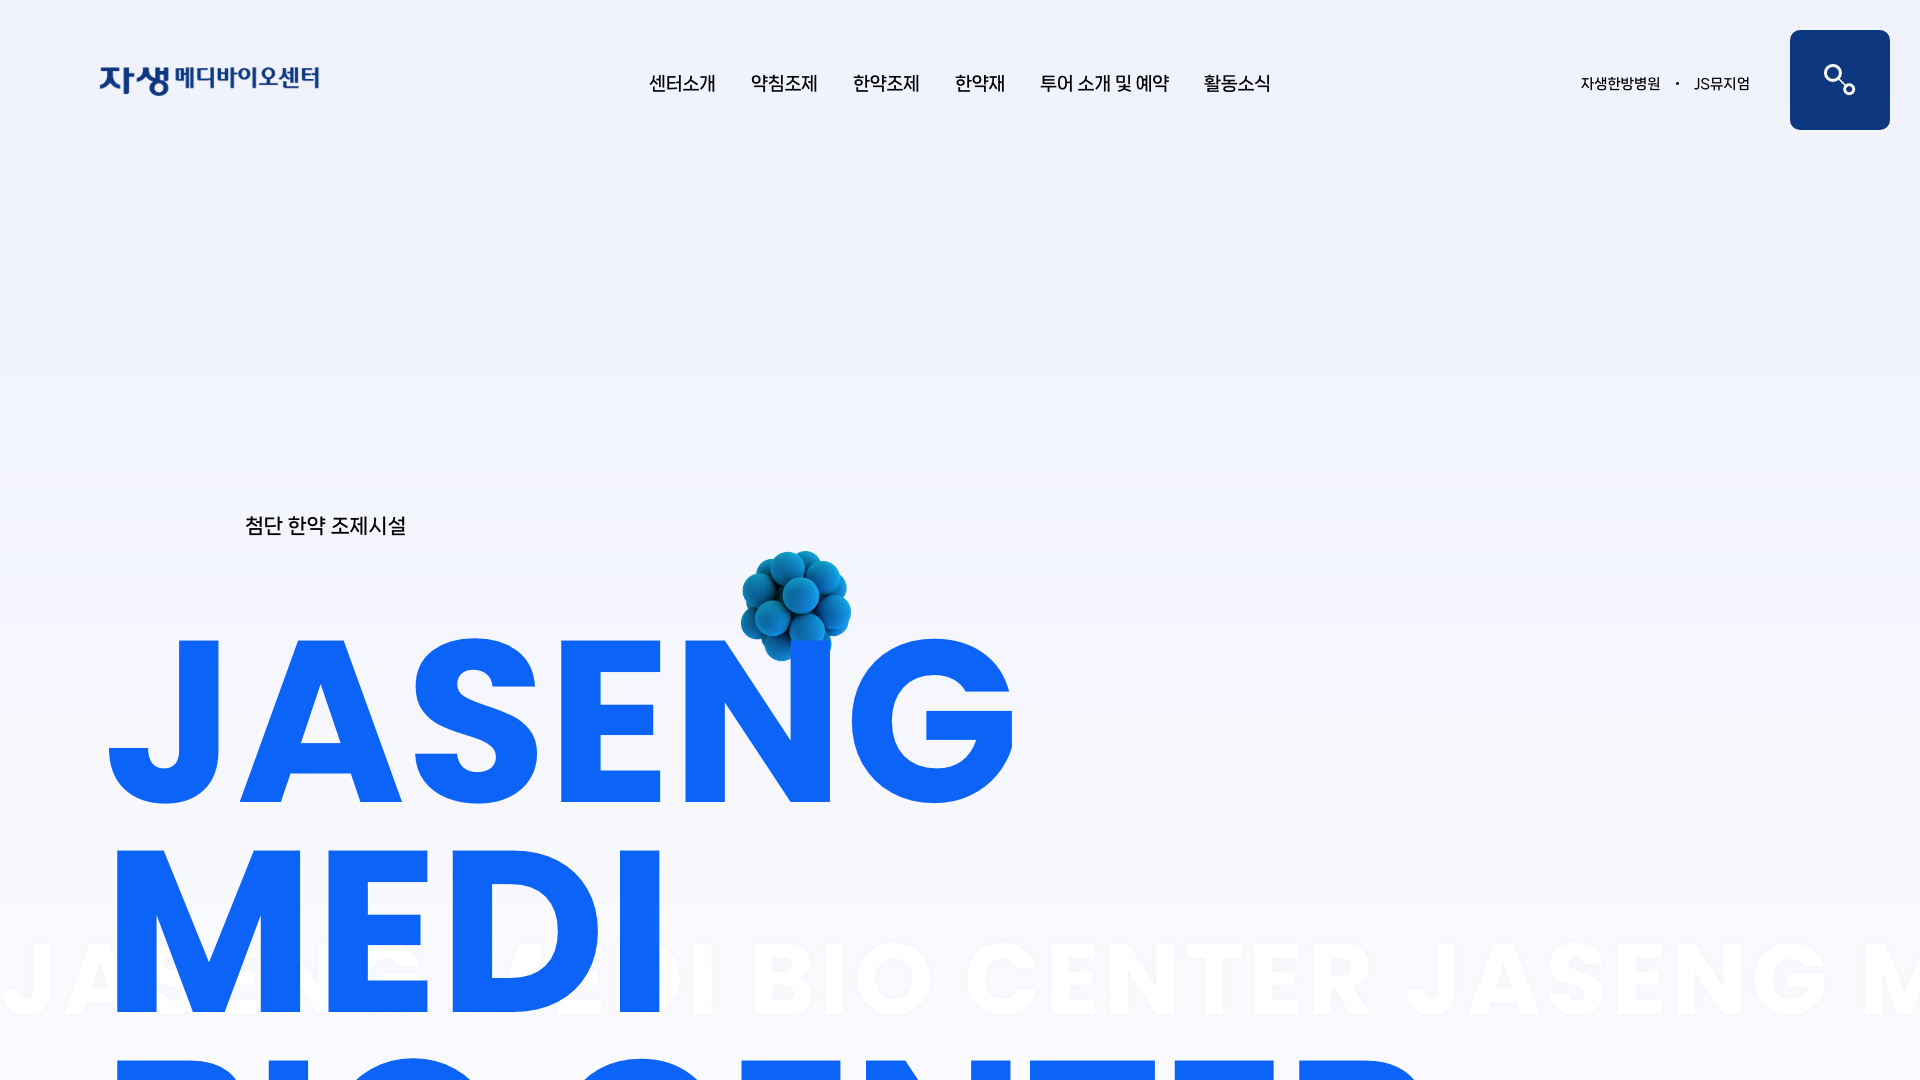 자생 메디바이오센터
센터소개 약침조제 한약조제 한약재 투어 소개 및 예약 활동소식
자생한방병원 • JS뮤지엄
첨단 한약 조제시설
JASENG
MEDI
JASENG MEDI BIO CENTER JASENG M
BIO CENTER